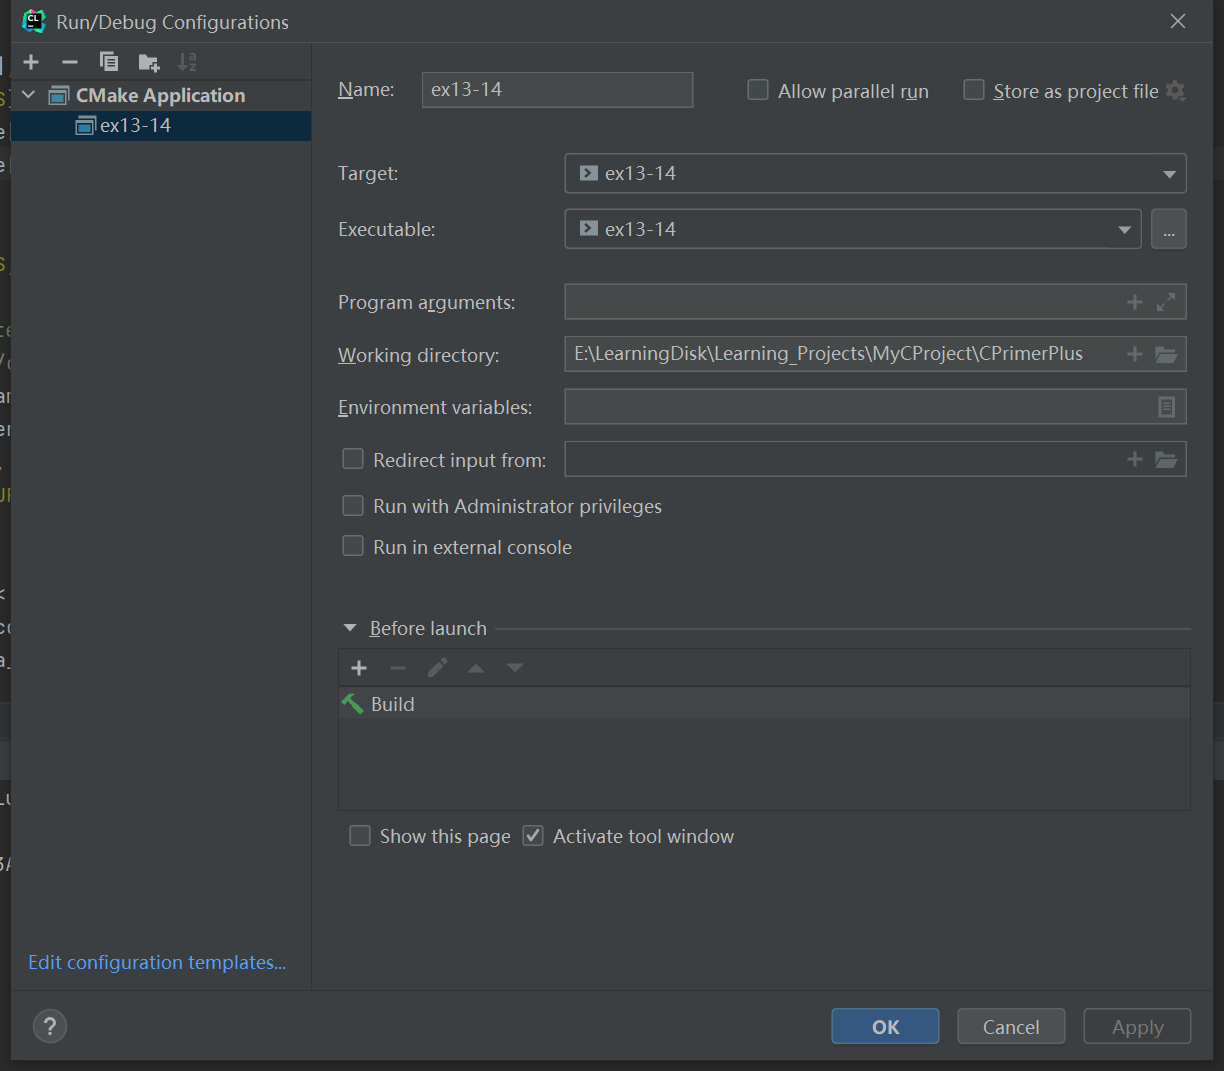 CL
Run/Debug Configurations
CMake Application
ex13-14
Name:
ex13-14
Allow parallel run
Store as project file
Target:
ex13-14
Executable:
ex13-14
...
Program arguments:
Working directory:
E:\LearningDisk\Learning_Projects\MyCProject\CPrimerPlus
Environment variables:
Redirect input from:
Run with Administrator privileges
Run in external console
Before launch
Build
Show this page
Activate tool window
Edit configuration templates...
?
OK
Cancel
Apply